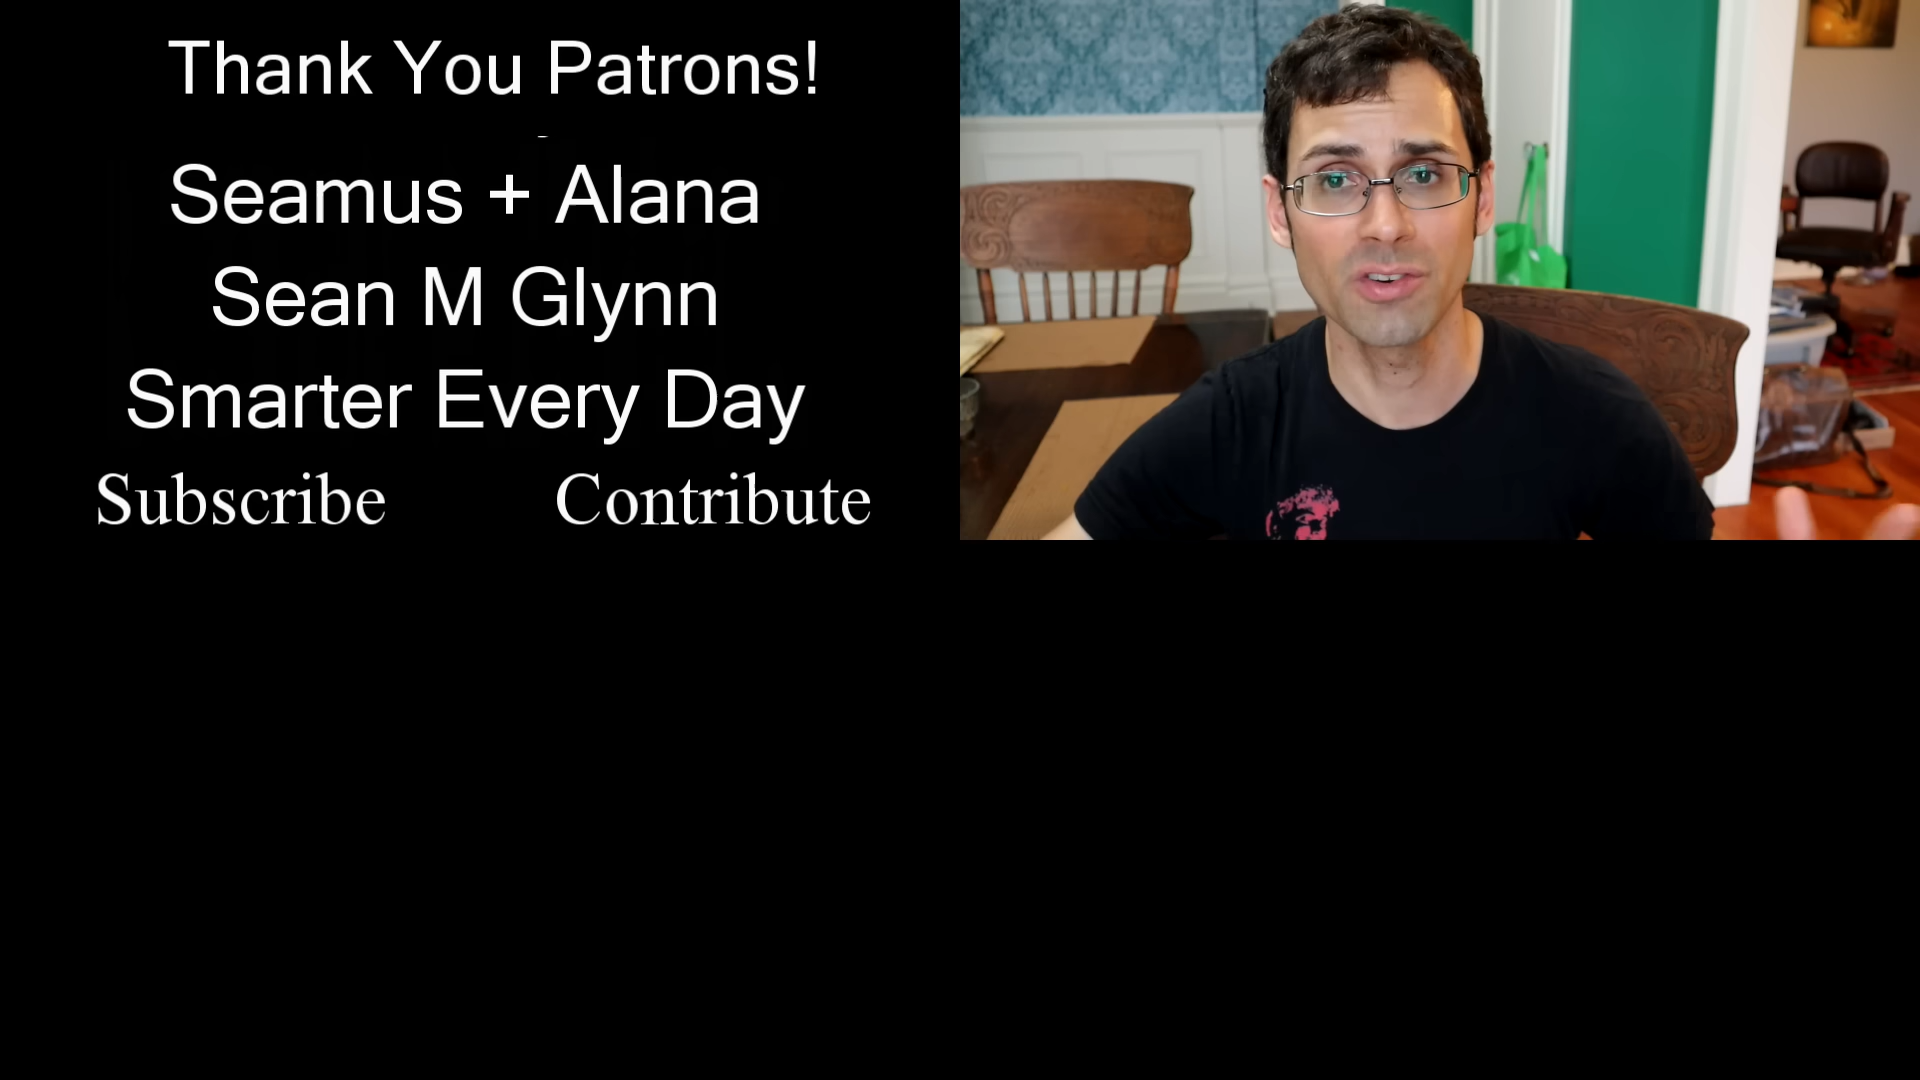 Thank You Patrons!
Seamus + Alana
Sean M Glynn
Smarter Every Day
Subscribe Contribute